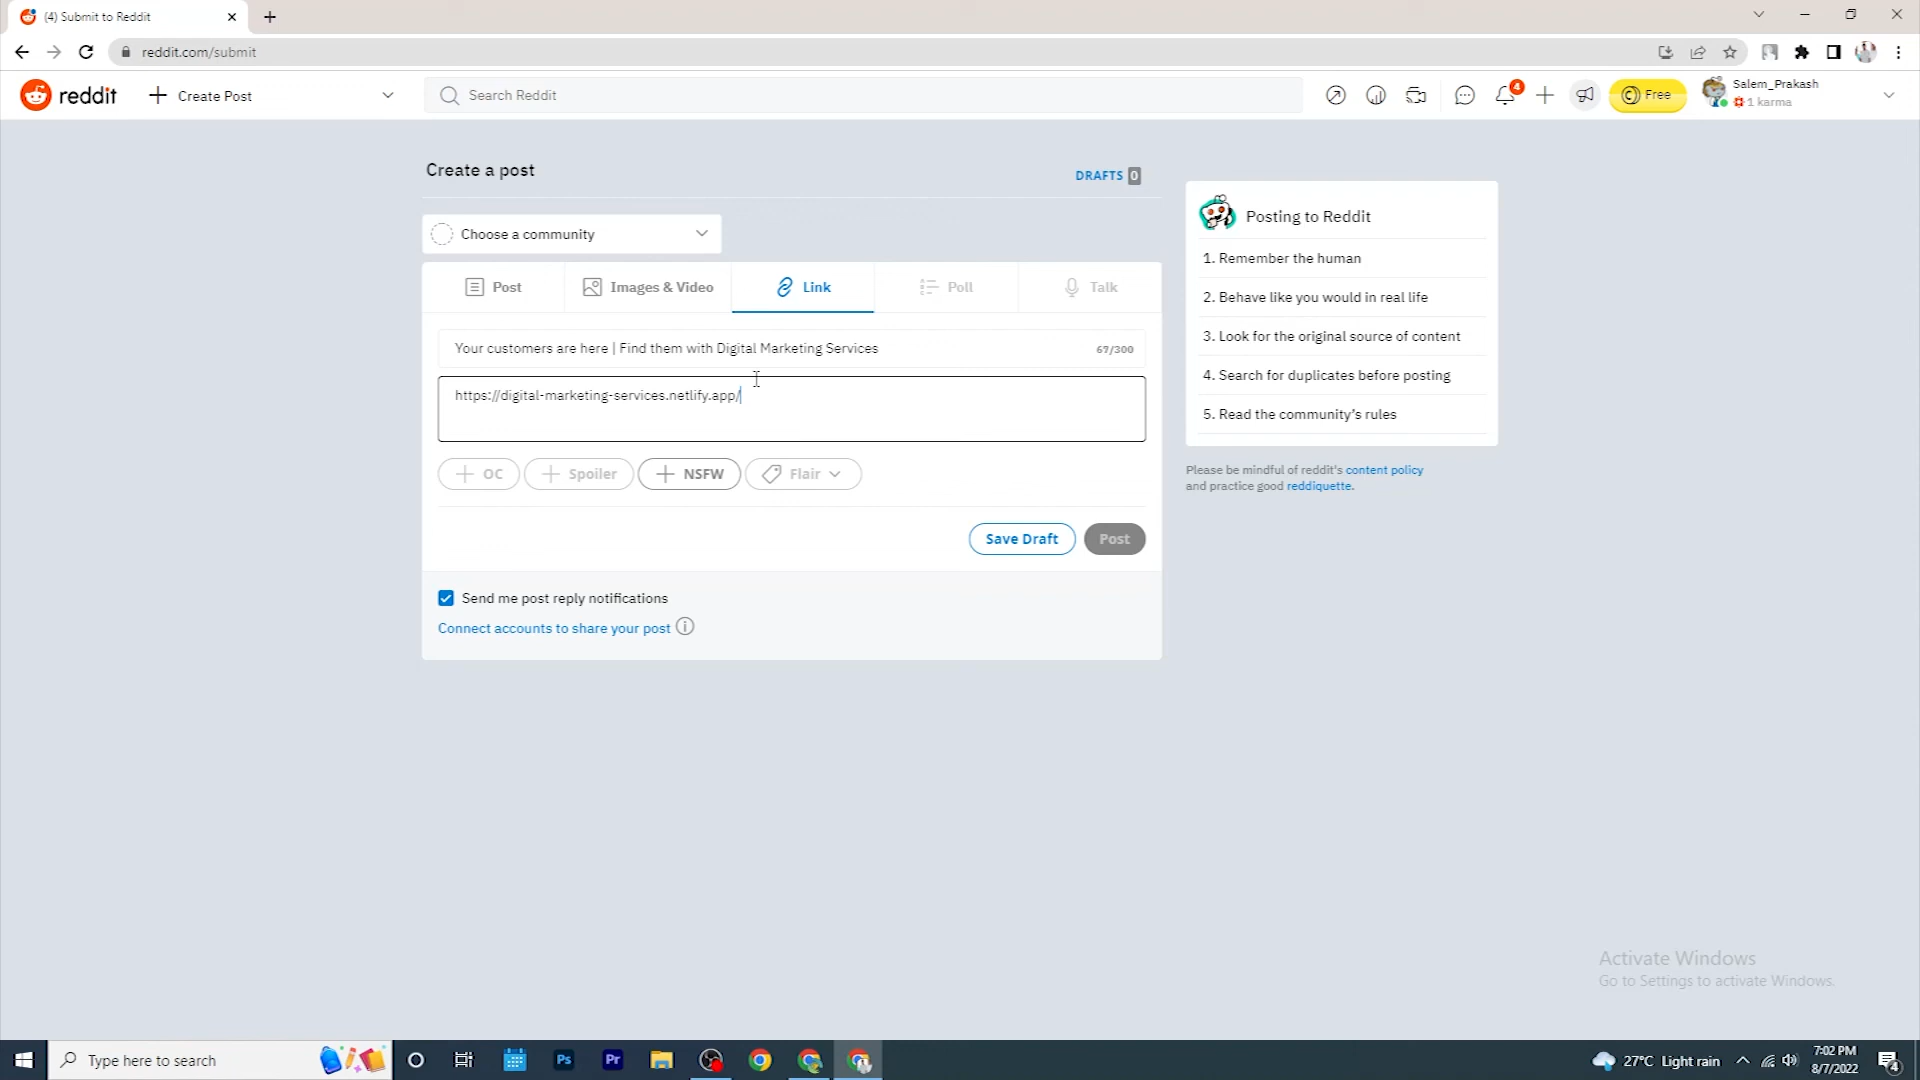 (4) Submit to Reddit
reddit.com/submit
reddit
Create Post
Search Reddit
4
Free
Salem_Prakash
1 karma
Create a post
DRAFTS 0
Choose a community
Post
Images & Video
Link
Poll
Talk
Your customers are here | Find them with Digital Marketing Services
67/300
https://digital-marketing-services.netlify.app/
OC
Spoiler
NSFW
Flair
Save Draft
Post
Send me post reply notifications
Connect accounts to share your post
Posting to Reddit
1. Remember the human
2. Behave like you would in real life
3. Look for the original source of content
4. Search for duplicates before posting
5. Read the community's rules
Please be mindful of reddit's content policy
and practice good reddiquette.
Activate Windows
Go to Settings to activate Windows.
Type here to search
Ps
Pr
27°C Light rain
7:02 PM
8/7/2022
4